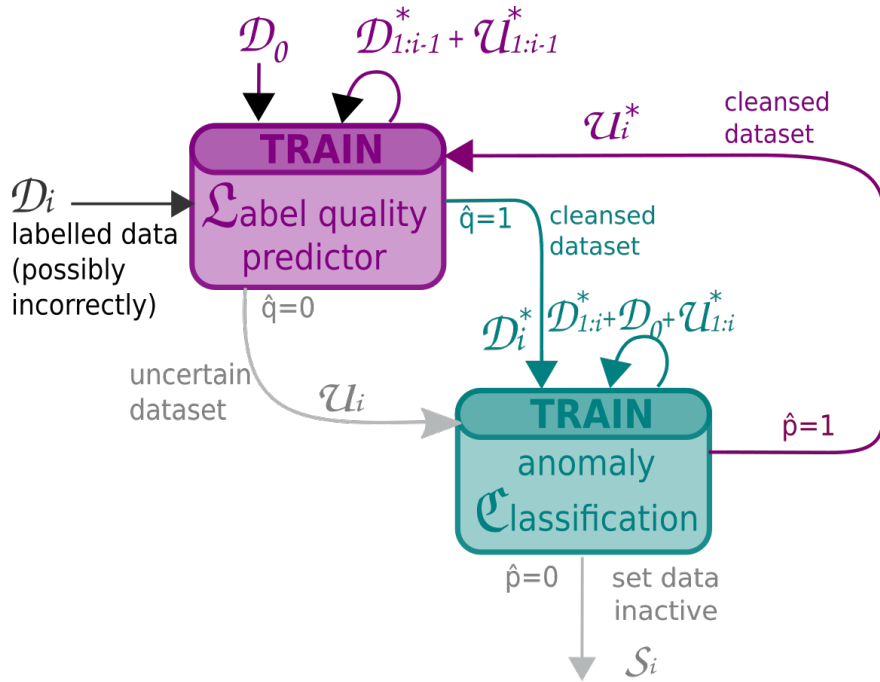 𝒟₀
𝒟*₁:ᵢ₋₁ + 𝒰*₁:ᵢ₋₁
cleansed
dataset
𝒰ᵢ*
TRAIN
𝒟ᵢ
labelled data
(possibly
incorrectly)
𝔏abel quality
predictor
q̂=1
cleansed
dataset
q̂=0
𝒟ᵢ*
𝒟*₁:ᵢ+𝒟₀+𝒰*₁:ᵢ
uncertain
dataset
𝒰ᵢ
TRAIN
p̂=1
anomaly
ℭlassification
p̂=0
set data
inactive
𝒮ᵢ